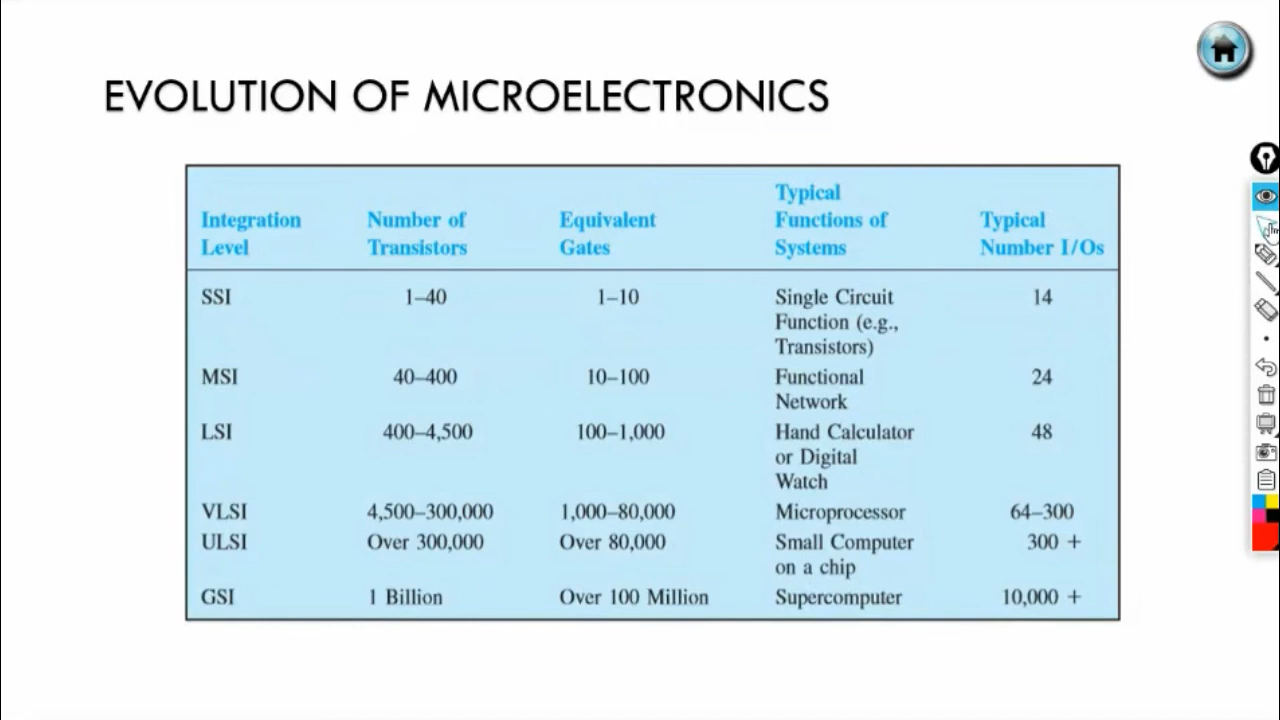 EVOLUTION OF MICROELECTRONICS
Integration Level | Number of Transistors | Equivalent Gates | Typical Functions of Systems | Typical Number I/Os
SSI | 1–40 | 1–10 | Single Circuit Function (e.g., Transistors) | 14
MSI | 40–400 | 10–100 | Functional Network | 24
LSI | 400–4,500 | 100–1,000 | Hand Calculator or Digital Watch | 48
VLSI | 4,500–300,000 | 1,000–80,000 | Microprocessor | 64–300
ULSI | Over 300,000 | Over 80,000 | Small Computer on a chip | 300 +
GSI | 1 Billion | Over 100 Million | Supercomputer | 10,000 +